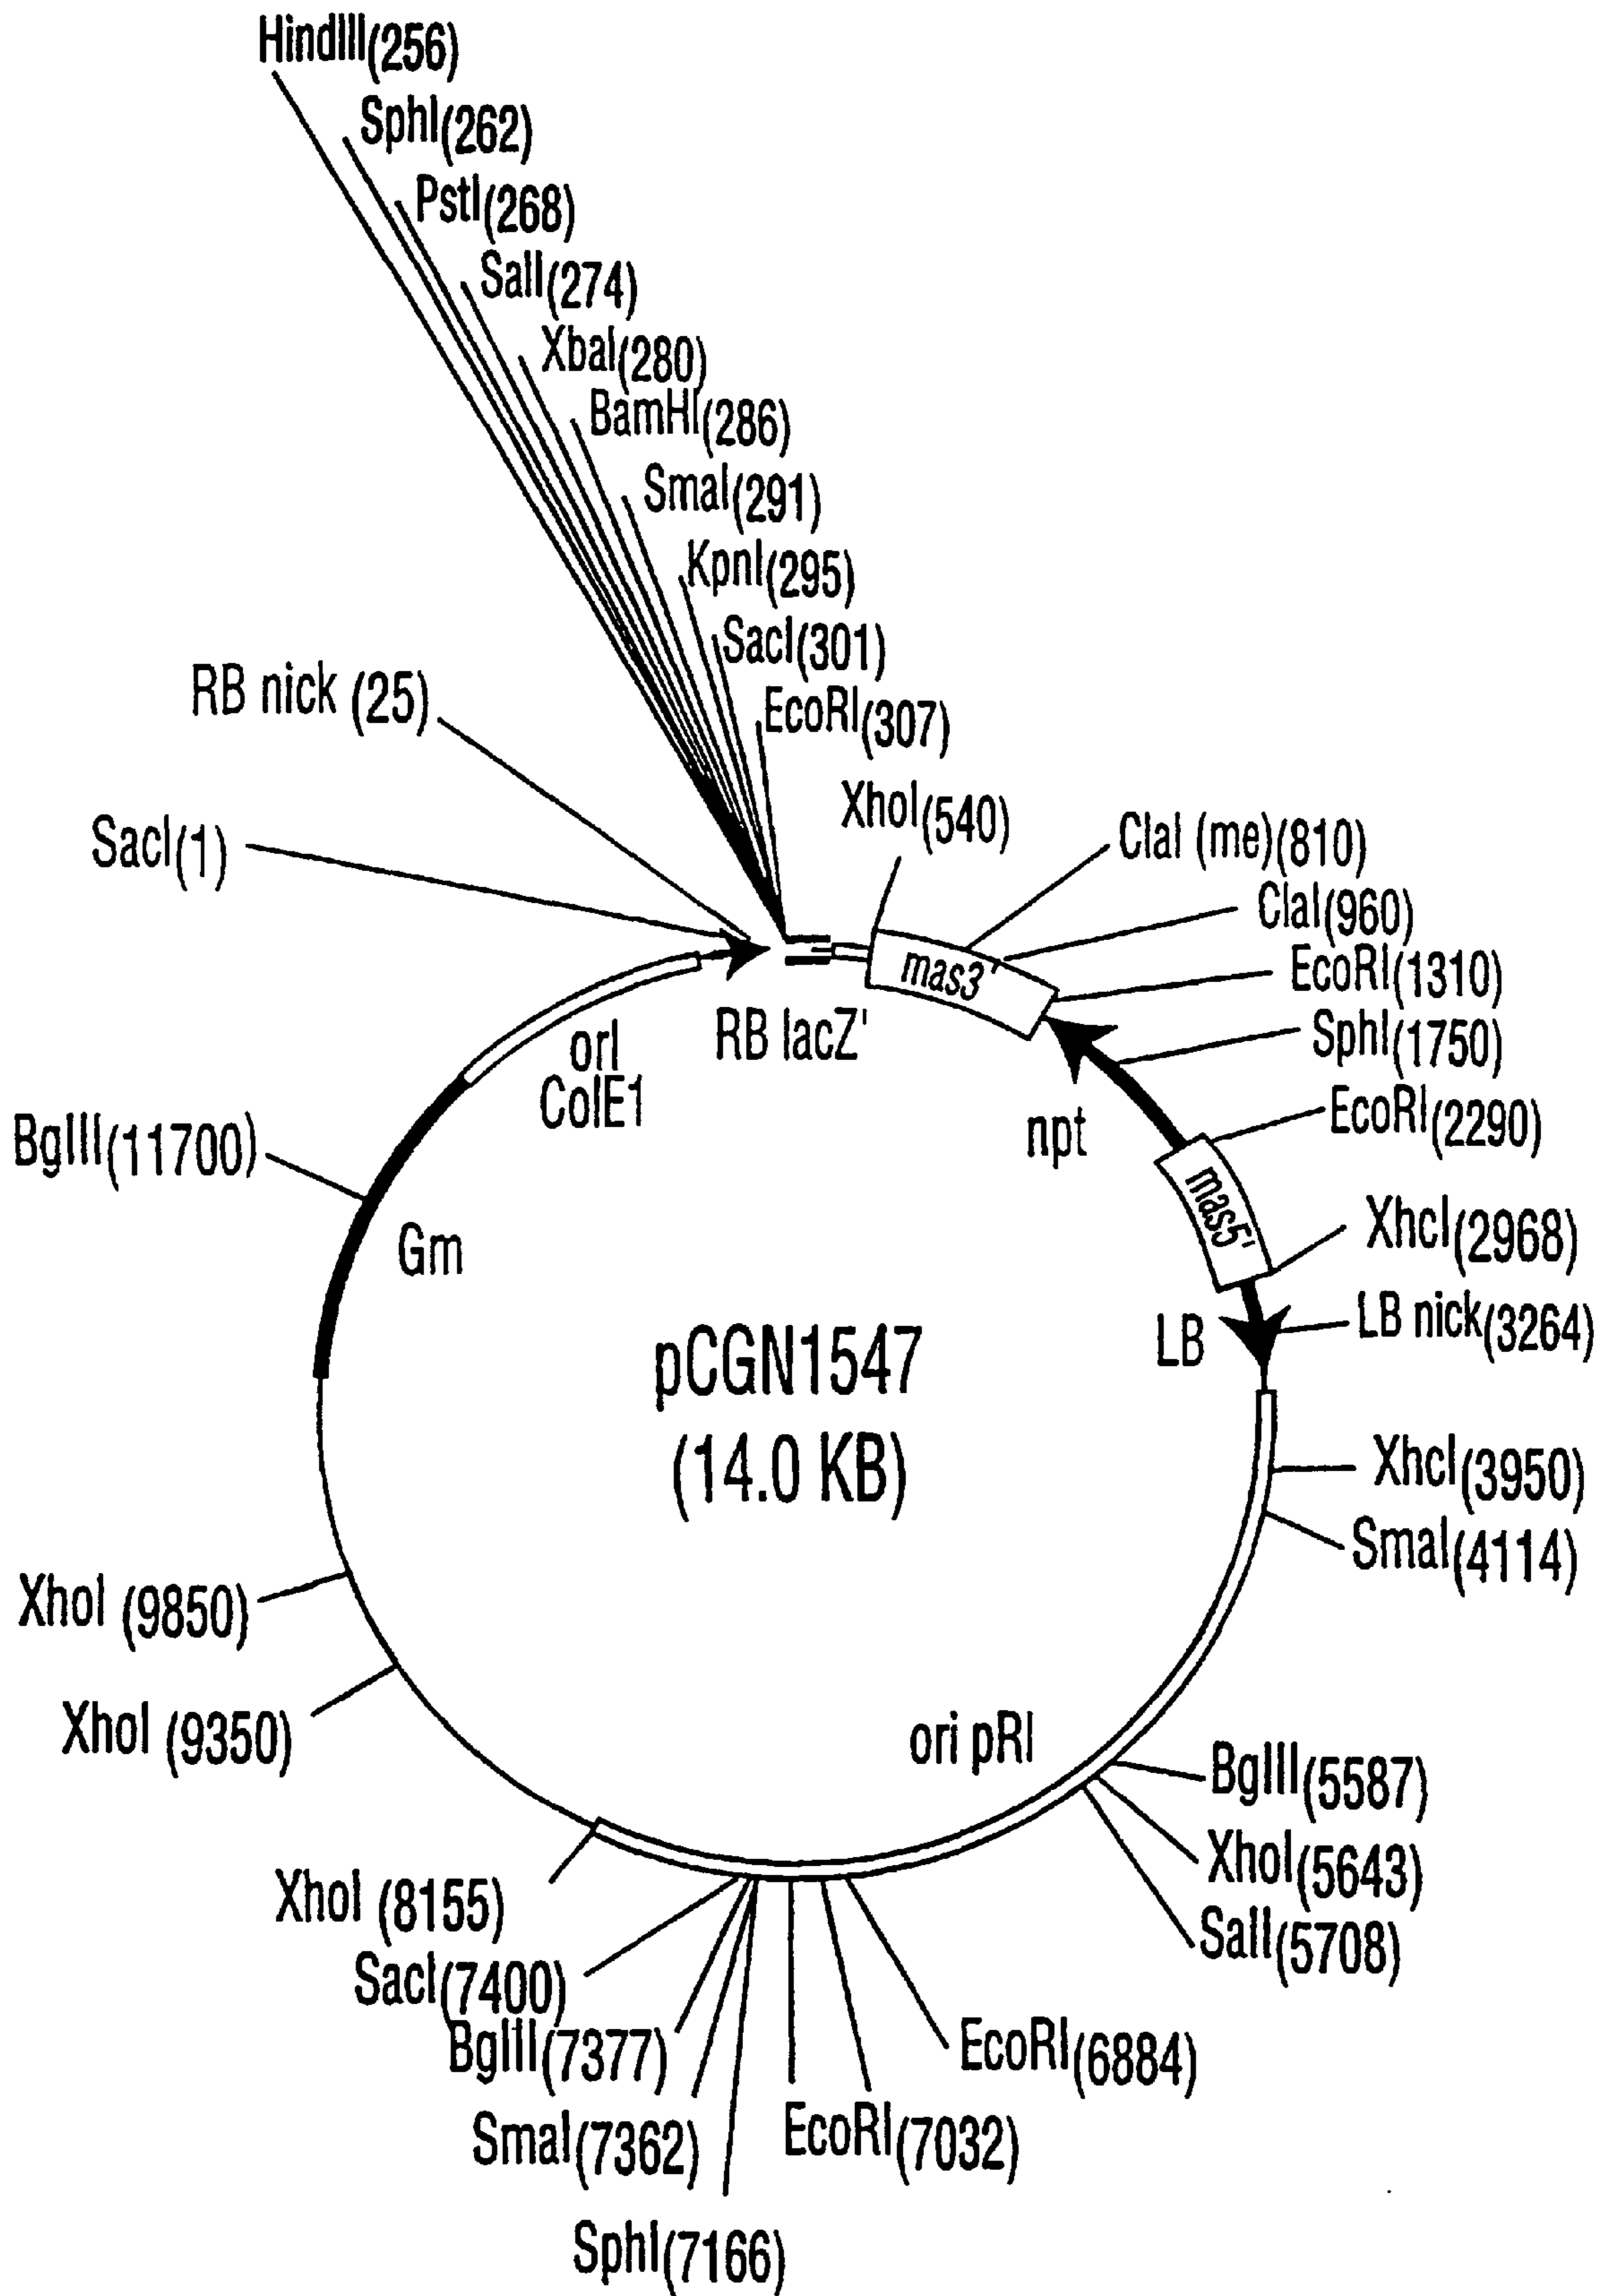 HindIII(256)
SphI(262)
PstI(268)
SalI(274)
XbaI(280)
BamHI(286)
SmaI(291)
KpnI(295)
SacI(301)
EcoRI(307)
RB nick (25)
SacI(1)
XhoI(540)
ClaI (me)(810)
ClaI(960)
EcoRI(1310)
SphI(1750)
EcoRI(2290)
XhcI(2968)
LB nick(3264)
XhcI(3950)
SmaI(4114)
BglII(5587)
XhoI(5643)
SalI(5708)
EcoRI(6884)
EcoRI(7032)
SphI(7166)
SmaI(7362)
BglII(7377)
SacI(7400)
XhoI (8155)
XhoI (9350)
XhoI (9850)
BglII(11700)
mas3'
RB lacZ'
orI
ColE1
npt
mas5'
Gm
LB
pCGN1547
(14.0 KB)
ori pRI